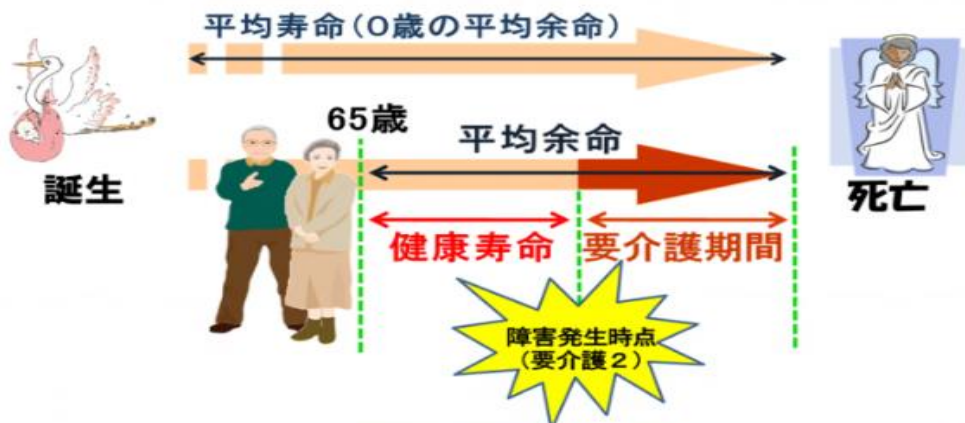 平均寿命(0歳の平均余命)
65歳
平均余命
誕生
死亡
健康寿命
要介護期間
障害発生時点
(要介護2)